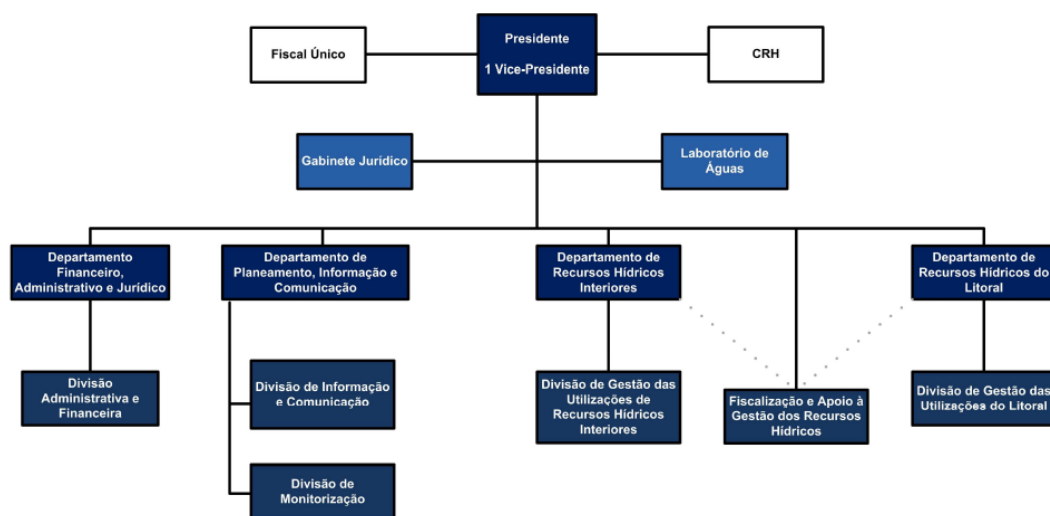 Fiscal Único
Presidente
1 Vice-Presidente
CRH
Gabinete Jurídico
Laboratório de
Águas
Departamento
Financeiro,
Administrativo e Jurídico
Departamento de
Planeamento, Informação e
Comunicação
Departamento de
Recursos Hídricos
Interiores
Departamento de
Recursos Hídricos do
Litoral
Divisão
Administrativa e
Financeira
Divisão de Informação
e Comunicação
Divisão de Gestão das
Utilizações de
Recursos Hídricos
Interiores
Fiscalização e Apoio à
Gestão dos Recursos
Hídricos
Divisão de Gestão das
Utilizações do Litoral
Divisão de
Monitorização